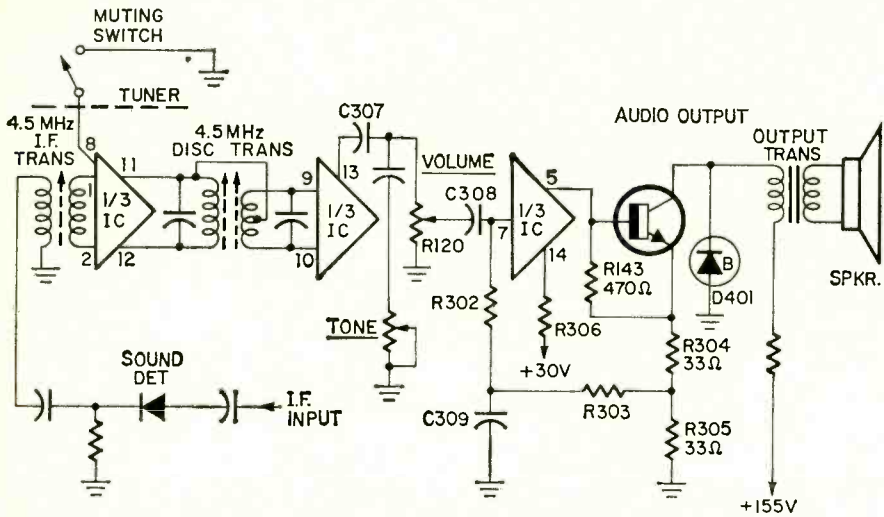 MUTING
SWITCH
TUNER
4.5 MHz
I.F.
TRANS
8
1
2
11
12
1/3
IC
4.5 MHz
DISC TRANS
9
10
13
1/3
IC
C307
VOLUME
R120
TONE
C308
7
5
14
1/3
IC
R302
R306
+30V
C309
R303
R143
470Ω
R304
33Ω
R305
33Ω
AUDIO OUTPUT
B
D401
OUTPUT
TRANS
SPKR.
+155V
SOUND
DET
I.F.
INPUT